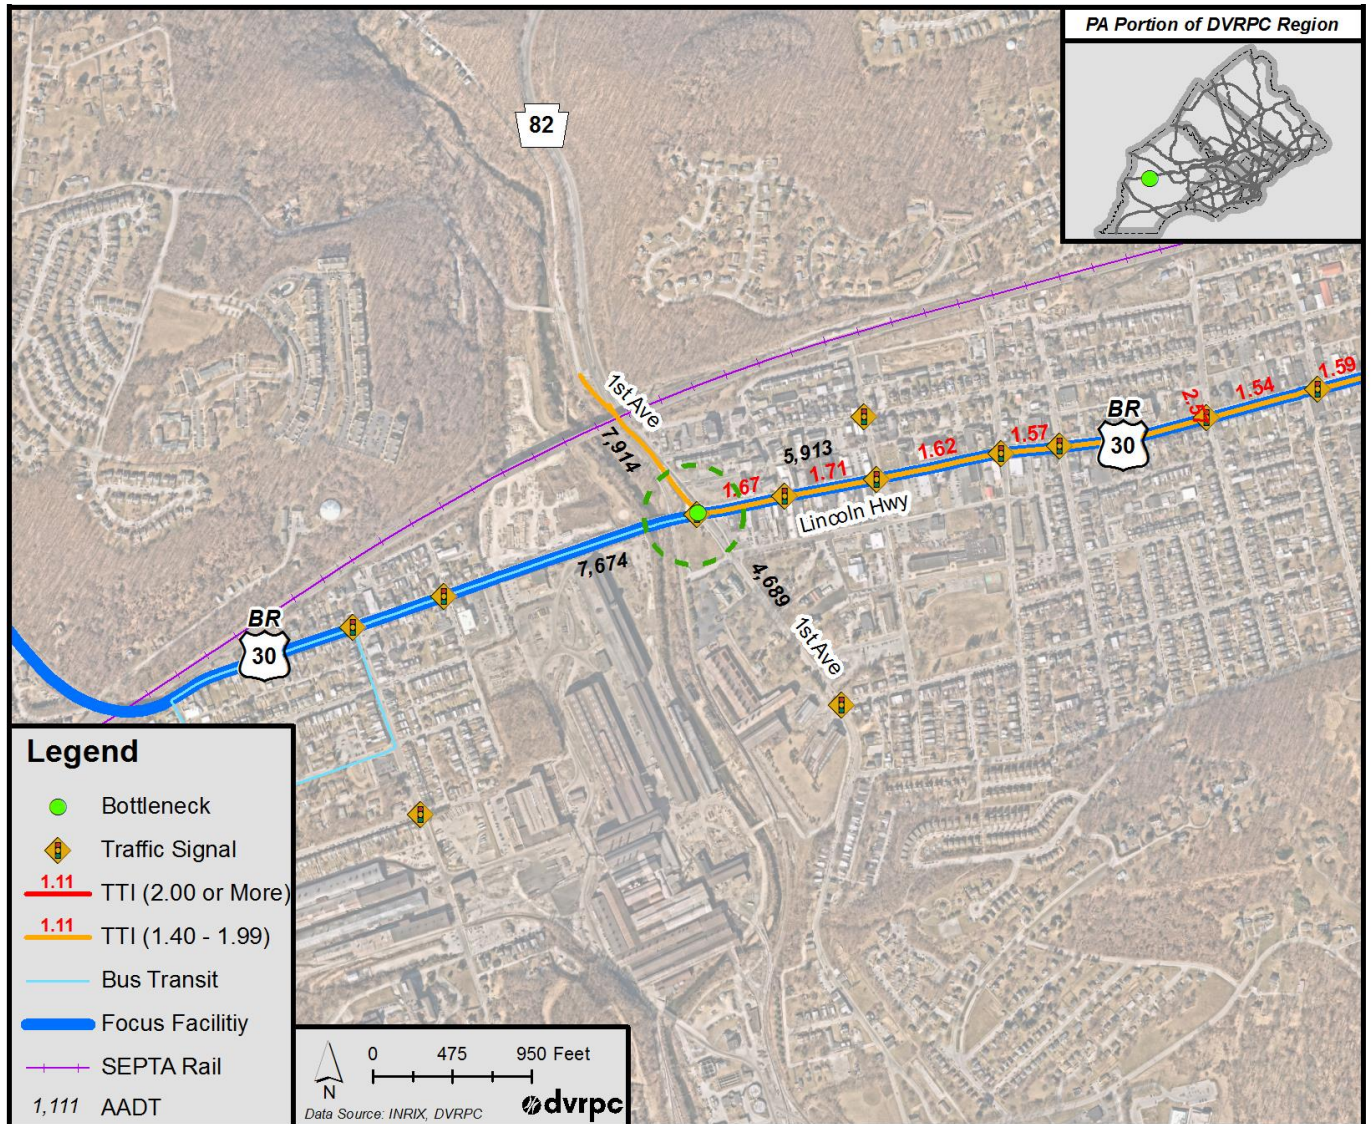 PA Portion of DVRPC Region
82
1st Ave
7,914
5,913
1.67
1.71
1.62
1.57
BR
30
2.57
1.54
1.59
Lincoln Hwy
7,674
4,689
1st Ave
BR
30
Legend
Bottleneck
Traffic Signal
1.11 TTI (2.00 or More)
1.11 TTI (1.40 - 1.99)
Bus Transit
Focus Facilitiy
SEPTA Rail
1,111 AADT
N
0 475 950 Feet
Data Source: INRIX, DVRPC
dvrpc